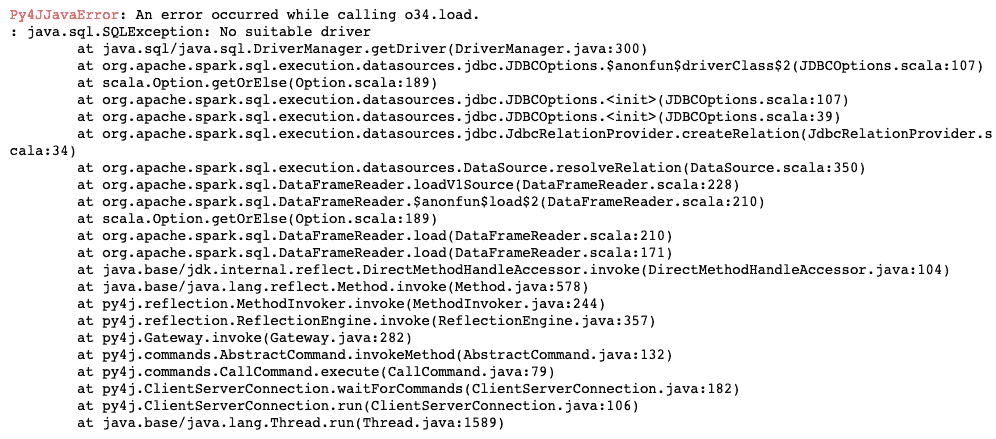 Py4JJavaError: An error occurred while calling o34.load.
: java.sql.SQLException: No suitable driver
        at java.sql/java.sql.DriverManager.getDriver(DriverManager.java:300)
        at org.apache.spark.sql.execution.datasources.jdbc.JDBCOptions.$anonfun$driverClass$2(JDBCOptions.scala:107)
        at scala.Option.getOrElse(Option.scala:189)
        at org.apache.spark.sql.execution.datasources.jdbc.JDBCOptions.<init>(JDBCOptions.scala:107)
        at org.apache.spark.sql.execution.datasources.jdbc.JDBCOptions.<init>(JDBCOptions.scala:39)
        at org.apache.spark.sql.execution.datasources.jdbc.JdbcRelationProvider.createRelation(JdbcRelationProvider.s
cala:34)
        at org.apache.spark.sql.execution.datasources.DataSource.resolveRelation(DataSource.scala:350)
        at org.apache.spark.sql.DataFrameReader.loadV1Source(DataFrameReader.scala:228)
        at org.apache.spark.sql.DataFrameReader.$anonfun$load$2(DataFrameReader.scala:210)
        at scala.Option.getOrElse(Option.scala:189)
        at org.apache.spark.sql.DataFrameReader.load(DataFrameReader.scala:210)
        at org.apache.spark.sql.DataFrameReader.load(DataFrameReader.scala:171)
        at java.base/jdk.internal.reflect.DirectMethodHandleAccessor.invoke(DirectMethodHandleAccessor.java:104)
        at java.base/java.lang.reflect.Method.invoke(Method.java:578)
        at py4j.reflection.MethodInvoker.invoke(MethodInvoker.java:244)
        at py4j.reflection.ReflectionEngine.invoke(ReflectionEngine.java:357)
        at py4j.Gateway.invoke(Gateway.java:282)
        at py4j.commands.AbstractCommand.invokeMethod(AbstractCommand.java:132)
        at py4j.commands.CallCommand.execute(CallCommand.java:79)
        at py4j.ClientServerConnection.waitForCommands(ClientServerConnection.java:182)
        at py4j.ClientServerConnection.run(ClientServerConnection.java:106)
        at java.base/java.lang.Thread.run(Thread.java:1589)